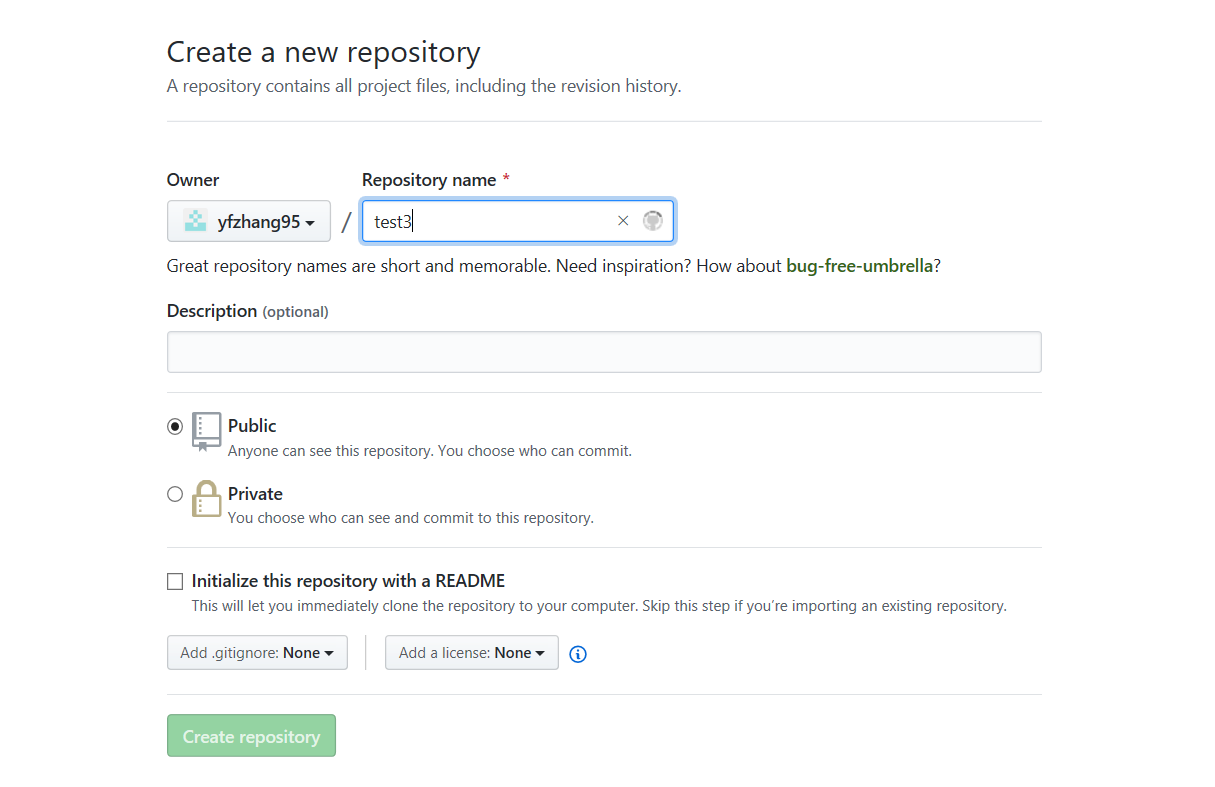 Create a new repository
A repository contains all project files, including the revision history.
Owner
Repository name *
yfzhang95
/
test3
Great repository names are short and memorable. Need inspiration? How about bug-free-umbrella?
Description (optional)
Public
Anyone can see this repository. You choose who can commit.
Private
You choose who can see and commit to this repository.
Initialize this repository with a README
This will let you immediately clone the repository to your computer. Skip this step if you’re importing an existing repository.
Add .gitignore: None
Add a license: None
Create repository